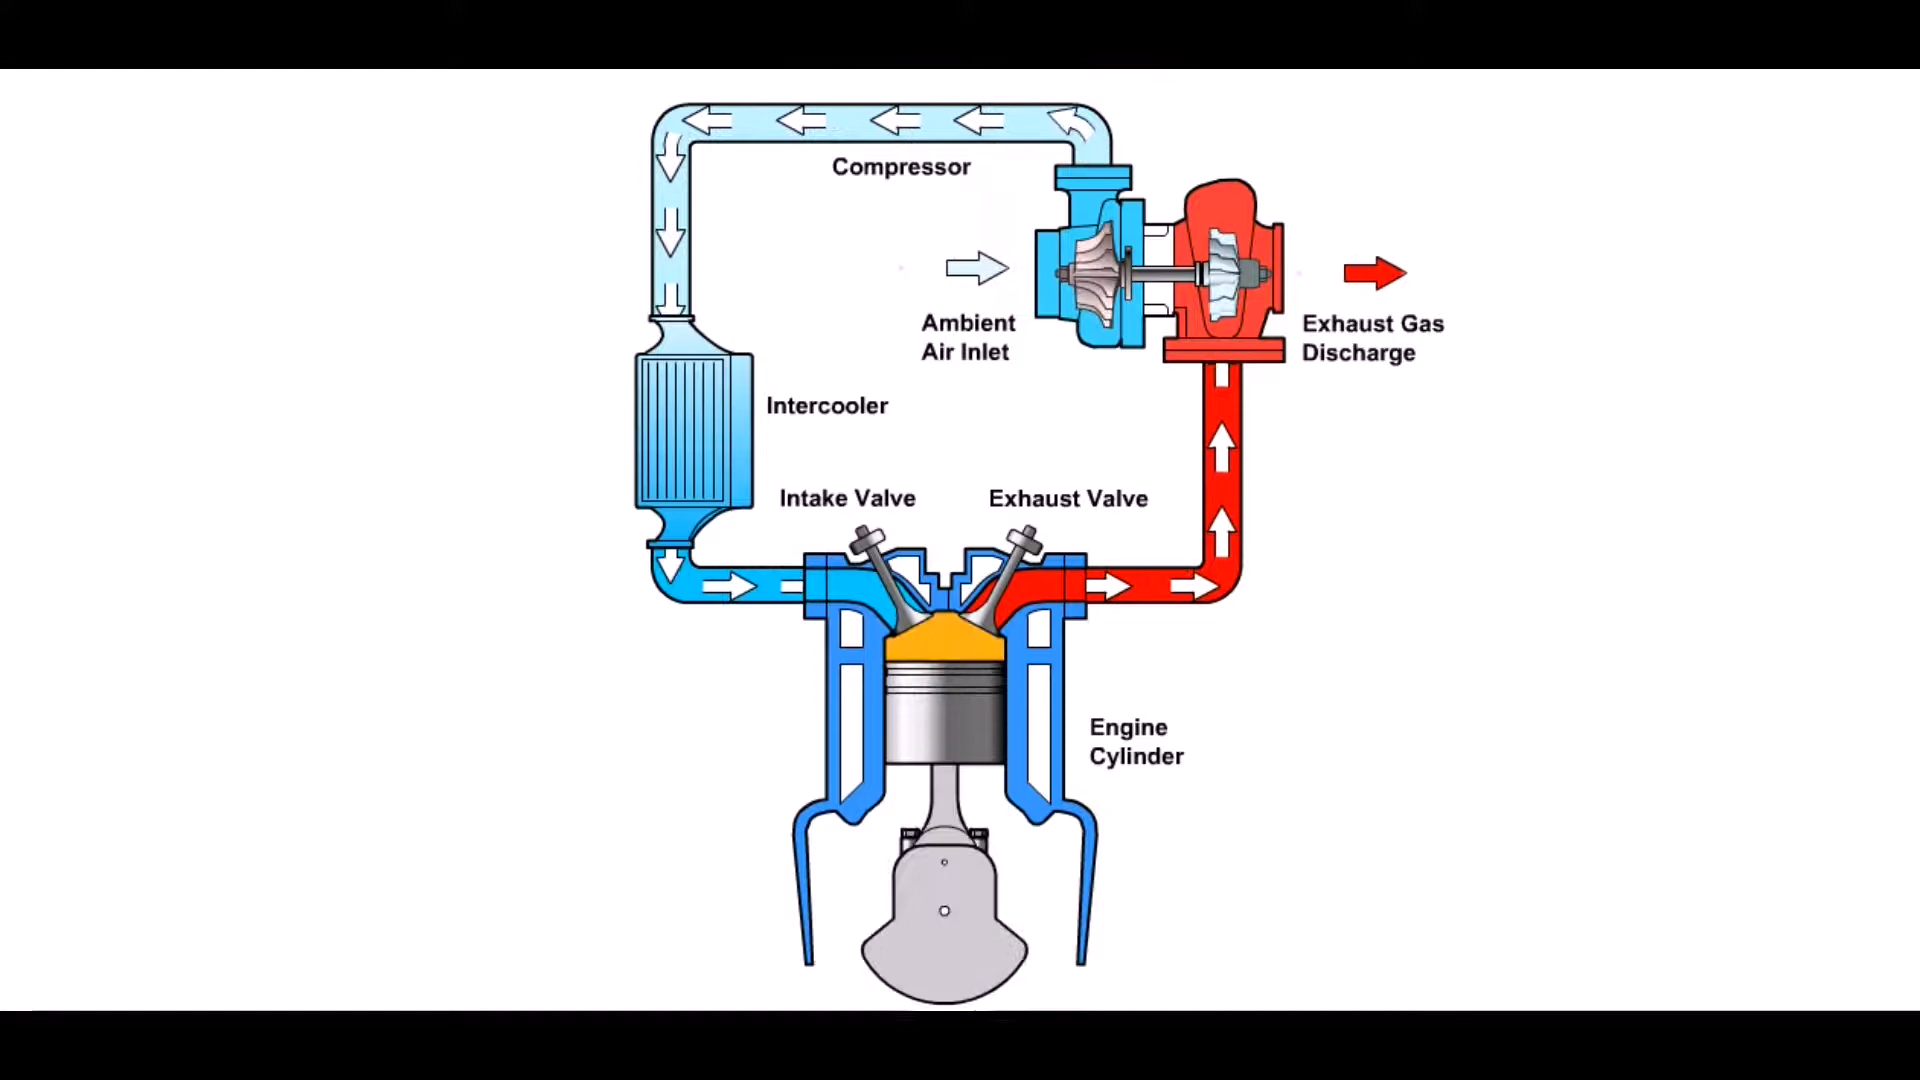 Compressor
Ambient
Air Inlet
Exhaust Gas
Discharge
Intercooler
Intake Valve
Exhaust Valve
Engine
Cylinder